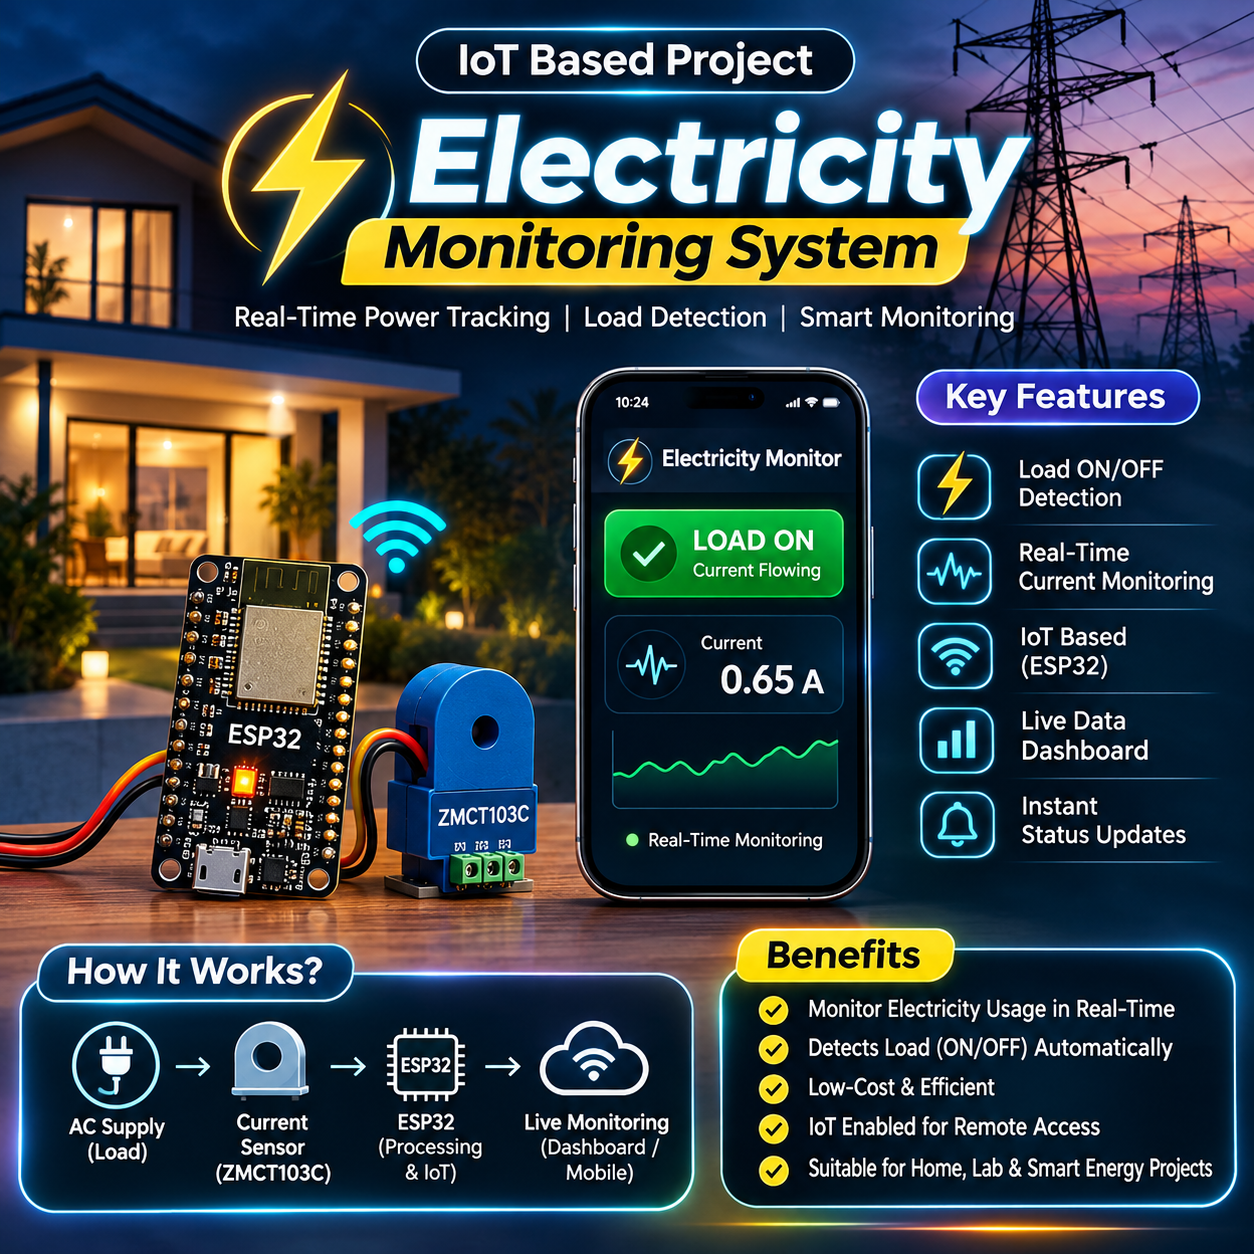 IoT Based Project
Electricity
Monitoring System
Real-Time Power Tracking | Load Detection | Smart Monitoring
10:24
Electricity Monitor
LOAD ON
Current Flowing
Current
0.65 A
Real-Time Monitoring
ESP32
ZMCT103C
Key Features
Load ON/OFF
Detection
Real-Time
Current Monitoring
IoT Based
(ESP32)
Live Data
Dashboard
Instant
Status Updates
How It Works?
AC Supply
(Load)
Current
Sensor
(ZMCT103C)
ESP32
ESP32
(Processing
& IoT)
Live Monitoring
(Dashboard /
Mobile)
Benefits
Monitor Electricity Usage in Real-Time
Detects Load (ON/OFF) Automatically
Low-Cost & Efficient
IoT Enabled for Remote Access
Suitable for Home, Lab & Smart Energy Projects